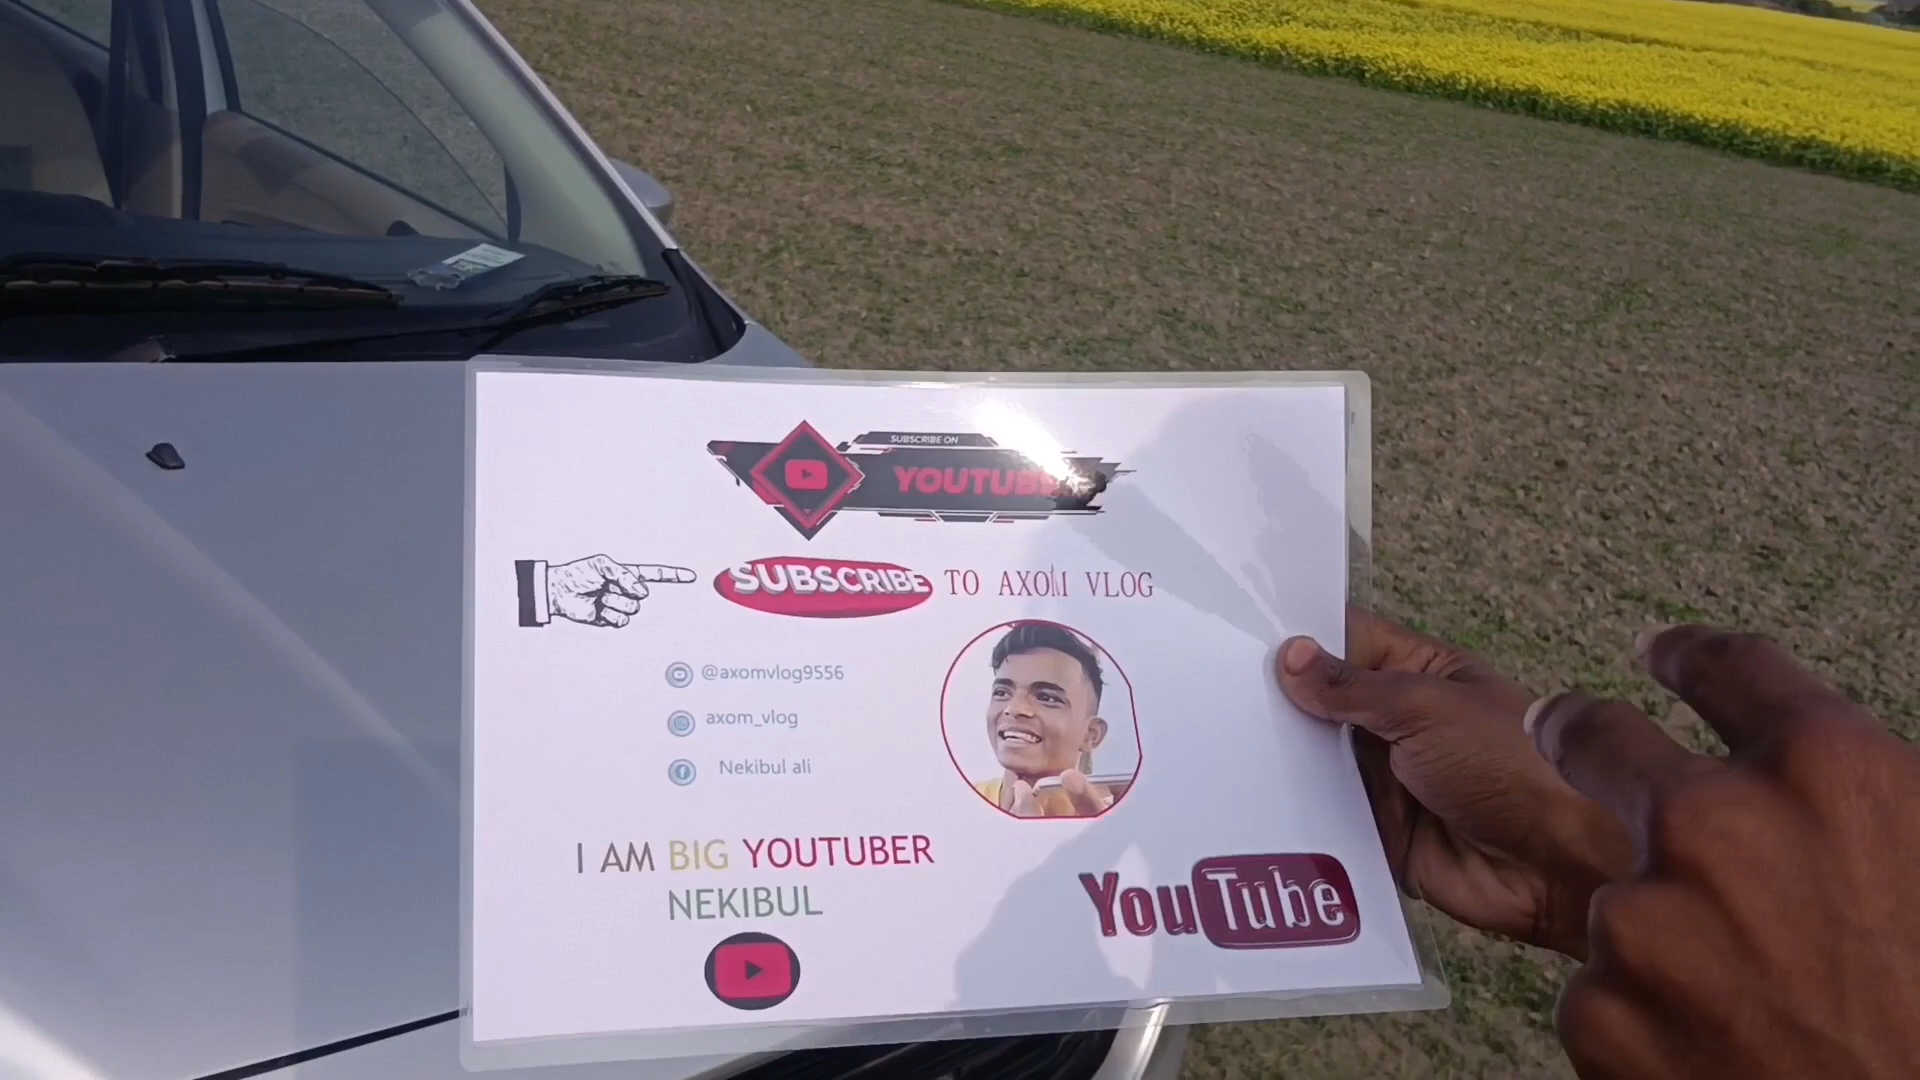 SUBSCRIBE ON
YOUTUBE
SUBSCRIBE TO AXOM VLOG
@axomvlog9556
axom_vlog
Nekibul ali
I AM BIG YOUTUBER
NEKIBUL
YouTube